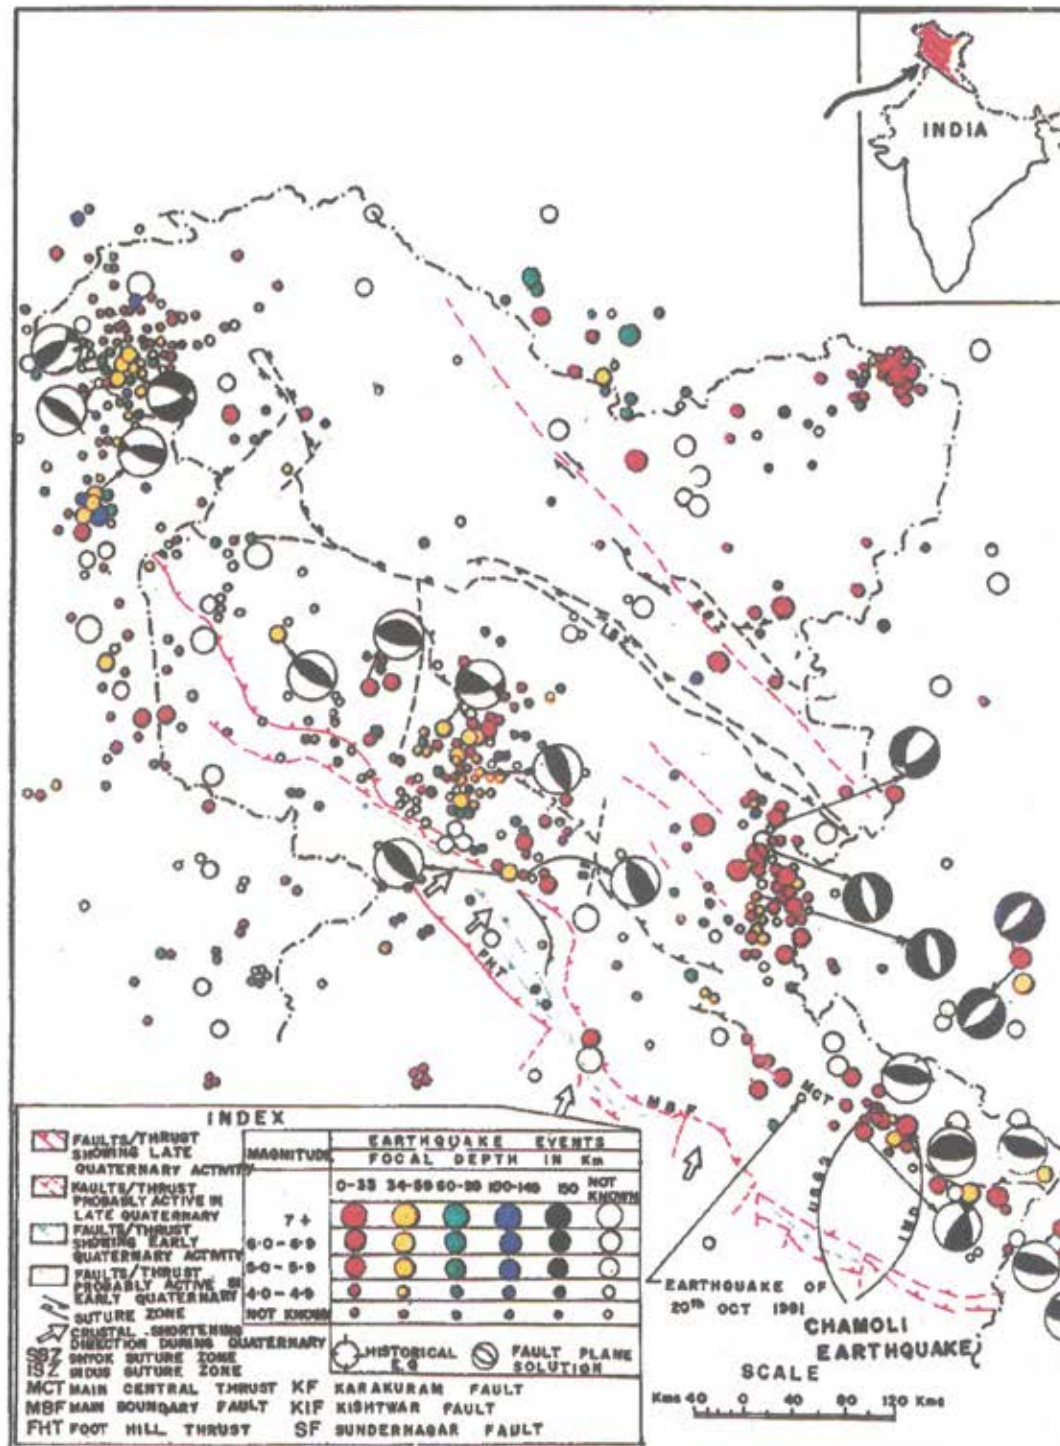 INDIA
SSZ
ISZ
FHT
MBF
MCT
USGS
IMD
EARTHQUAKE OF
20th OCT 1991
CHAMOLI
EARTHQUAKE
SCALE
Kms 40 0 40 80 120 Kms
INDEX
FAULTS/THRUST
SHOWING LATE
QUATERNARY ACTIVITY
FAULTS/THRUST
PROBABLY ACTIVE IN
LATE QUATERNARY
FAULTS/THRUST
SHOWING EARLY
QUATERNARY ACTIVITY
FAULTS/THRUST
PROBABLY ACTIVE IN
EARLY QUATERNARY
SUTURE ZONE
CRUSTAL SHORTENING
DIRECTION DURING QUATERNARY
SSZ SHYOK SUTURE ZONE
ISZ INDUS SUTURE ZONE
MCT MAIN CENTRAL THRUST KF KARAKURAM FAULT
MBF MAIN BOUNDARY FAULT KIF KISHTWAR FAULT
FHT FOOT HILL THRUST SF SUNDERNAGAR FAULT
MAGNITUDE
EARTHQUAKE EVENTS
FOCAL DEPTH IN Km
0-33 34-59 60-99 100-149 150 NOT KNOWN
7+
6.0-6.9
5.0-5.9
4.0-4.9
NOT KNOWN
HISTORICAL
E.Q
FAULT PLANE
SOLUTION